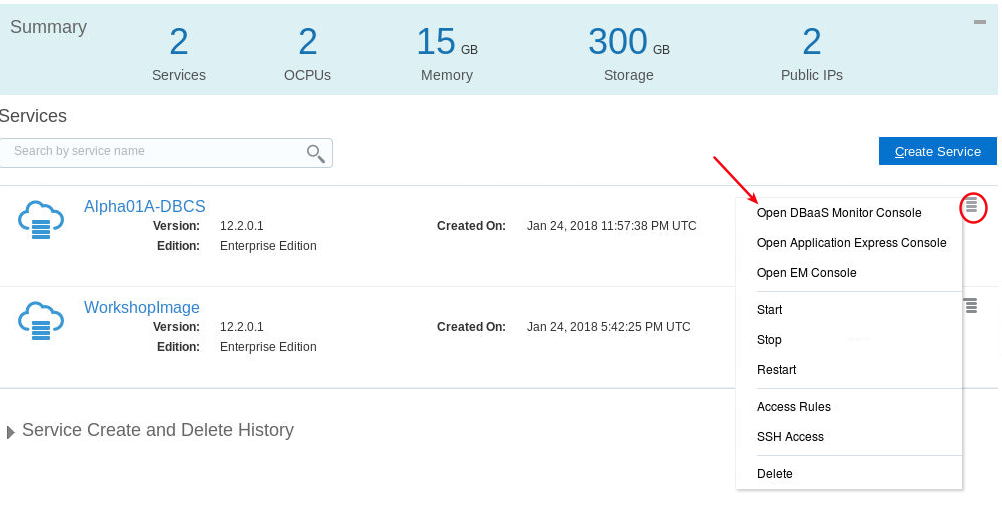 Summary
2 2 15 GB 300 GB 2
Services OCPUs Memory Storage Public IPs
Services
Search by service name
Create Service
Alpha01A-DBCS
Version: 12.2.0.1 Created On: Jan 24, 2018 11:57:38 PM UTC
Edition: Enterprise Edition
WorkshopImage
Version: 12.2.0.1 Created On: Jan 24, 2018 5:42:25 PM UTC
Edition: Enterprise Edition
Open DBaaS Monitor Console
Open Application Express Console
Open EM Console
Start
Stop
Restart
Access Rules
SSH Access
Delete
Service Create and Delete History